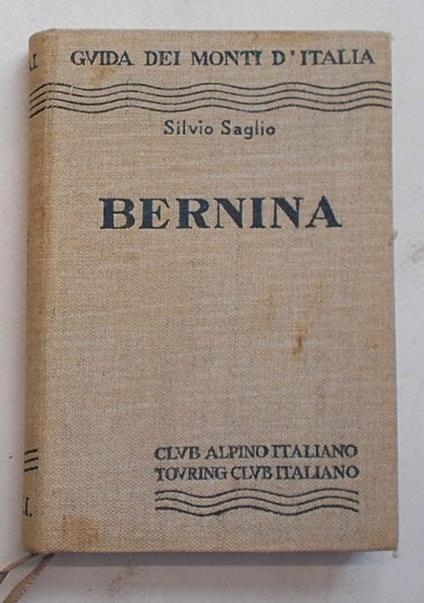 GVIDA DEI MONTI D'ITALIA
Silvio Saglio
BERNINA
CLVB ALPINO ITALIANO
TOVRING CLVB ITALIANO